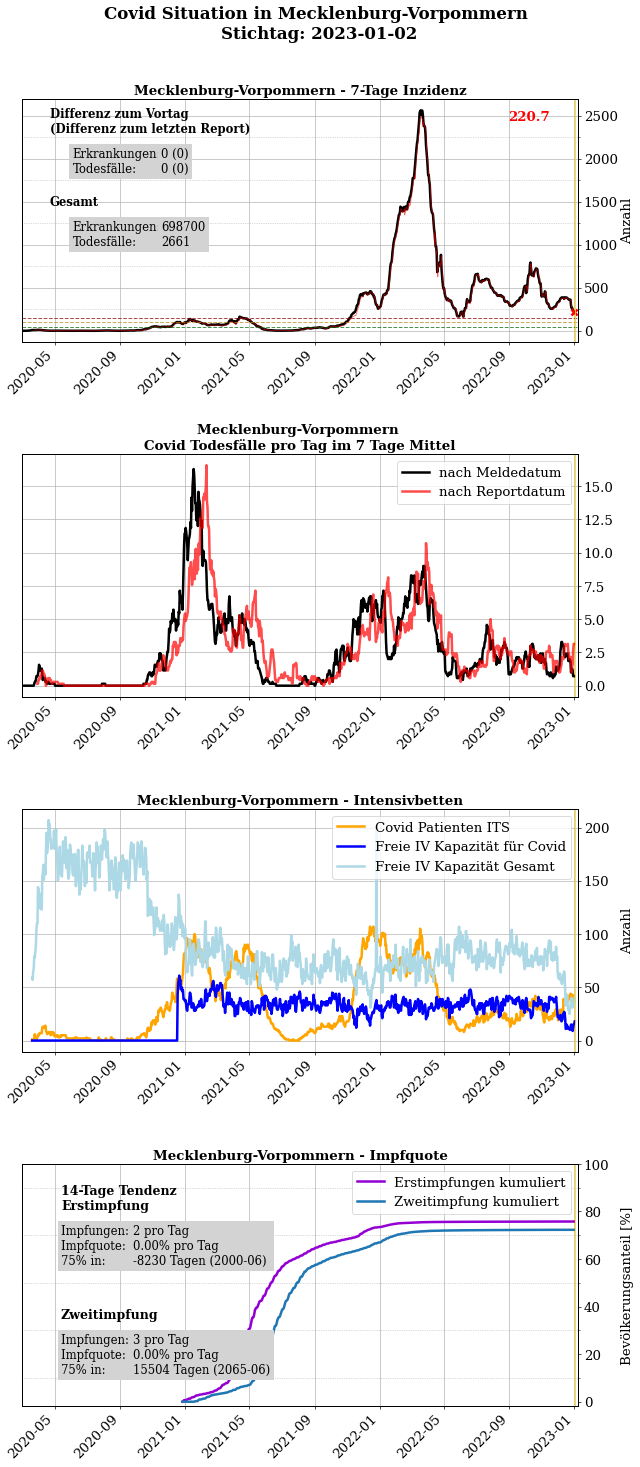 Covid Situation in Mecklenburg-Vorpommern
Stichtag: 2023-01-02
Mecklenburg-Vorpommern - 7-Tage Inzidenz
Differenz zum Vortag
(Differenz zum letzten Report)
Erkrankungen 0 (0)
Todesfälle: 0 (0)
Gesamt
Erkrankungen 698700
Todesfälle: 2661
220.7
2500
2000
1500
1000
500
0
Anzahl
2020-05 2020-09 2021-01 2021-05 2021-09 2022-01 2022-05 2022-09 2023-01
Mecklenburg-Vorpommern
Covid Todesfälle pro Tag im 7 Tage Mittel
nach Meldedatum
nach Reportdatum
15.0
12.5
10.0
7.5
5.0
2.5
0.0
2020-05 2020-09 2021-01 2021-05 2021-09 2022-01 2022-05 2022-09 2023-01
Mecklenburg-Vorpommern - Intensivbetten
Covid Patienten ITS
Freie IV Kapazität für Covid
Freie IV Kapazität Gesamt
200
150
100
50
0
Anzahl
2020-05 2020-09 2021-01 2021-05 2021-09 2022-01 2022-05 2022-09 2023-01
Mecklenburg-Vorpommern - Impfquote
14-Tage Tendenz
Erstimpfung
Impfungen: 2 pro Tag
Impfquote: 0.00% pro Tag
75% in: -8230 Tagen (2000-06)
Zweitimpfung
Impfungen: 3 pro Tag
Impfquote: 0.00% pro Tag
75% in: 15504 Tagen (2065-06)
Erstimpfungen kumuliert
Zweitimpfung kumuliert
100
80
60
40
20
0
Bevölkerungsanteil [%]
2020-05 2020-09 2021-01 2021-05 2021-09 2022-01 2022-05 2022-09 2023-01